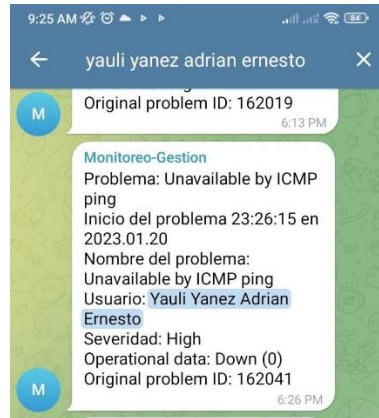 9:25 AM
84
yauli yanez adrian ernesto
Original problem ID: 162019
6:13 PM
M
Monitoreo-Gestion
Problema: Unavailable by ICMP
ping
Inicio del problema 23:26:15 en
2023.01.20
Nombre del problema:
Unavailable by ICMP ping
Usuario: Yauli Yanez Adrian
Ernesto
Severidad: High
Operational data: Down (0)
Original problem ID: 162041
6:26 PM
M